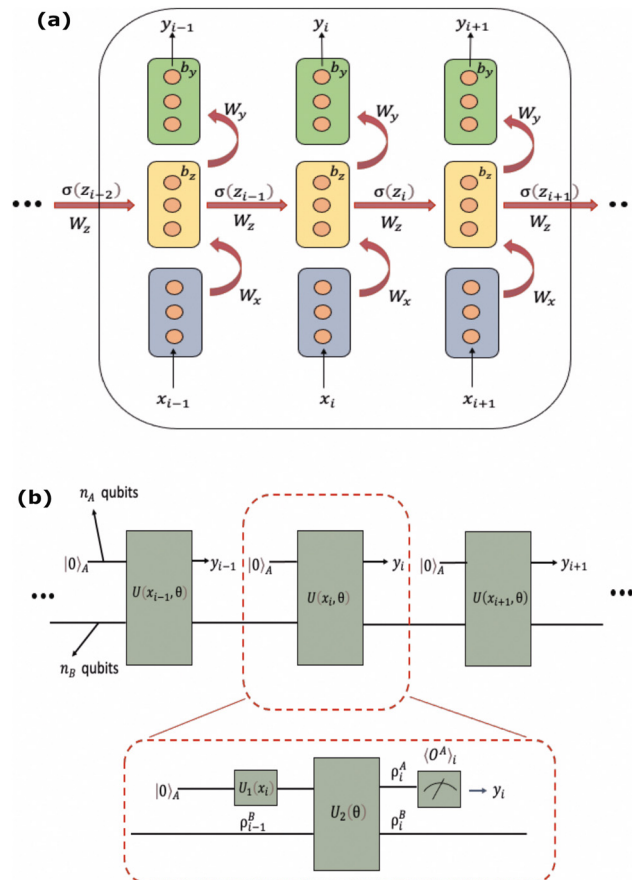 (a)
y_{i-1} y_i y_{i+1}
b_y b_y b_y
W_y W_y W_y
b_z b_z b_z
••• σ(z_{i-2}) σ(z_{i-1}) σ(z_i) σ(z_{i+1}) ••
W_z W_z W_z W_z
W_x W_x W_x
x_{i-1} x_i x_{i+1}
(b)
n_A qubits
|0⟩_A y_{i-1} |0⟩_A y_i |0⟩_A y_{i+1}
••• U(x_{i-1}, θ) U(x_i, θ) U(x_{i+1}, θ) •••
n_B qubits
ρ_i^A ⟨O^A⟩_i
|0⟩_A U_1(x_i) U_2(θ) y_i
ρ_{i-1}^B ρ_i^B